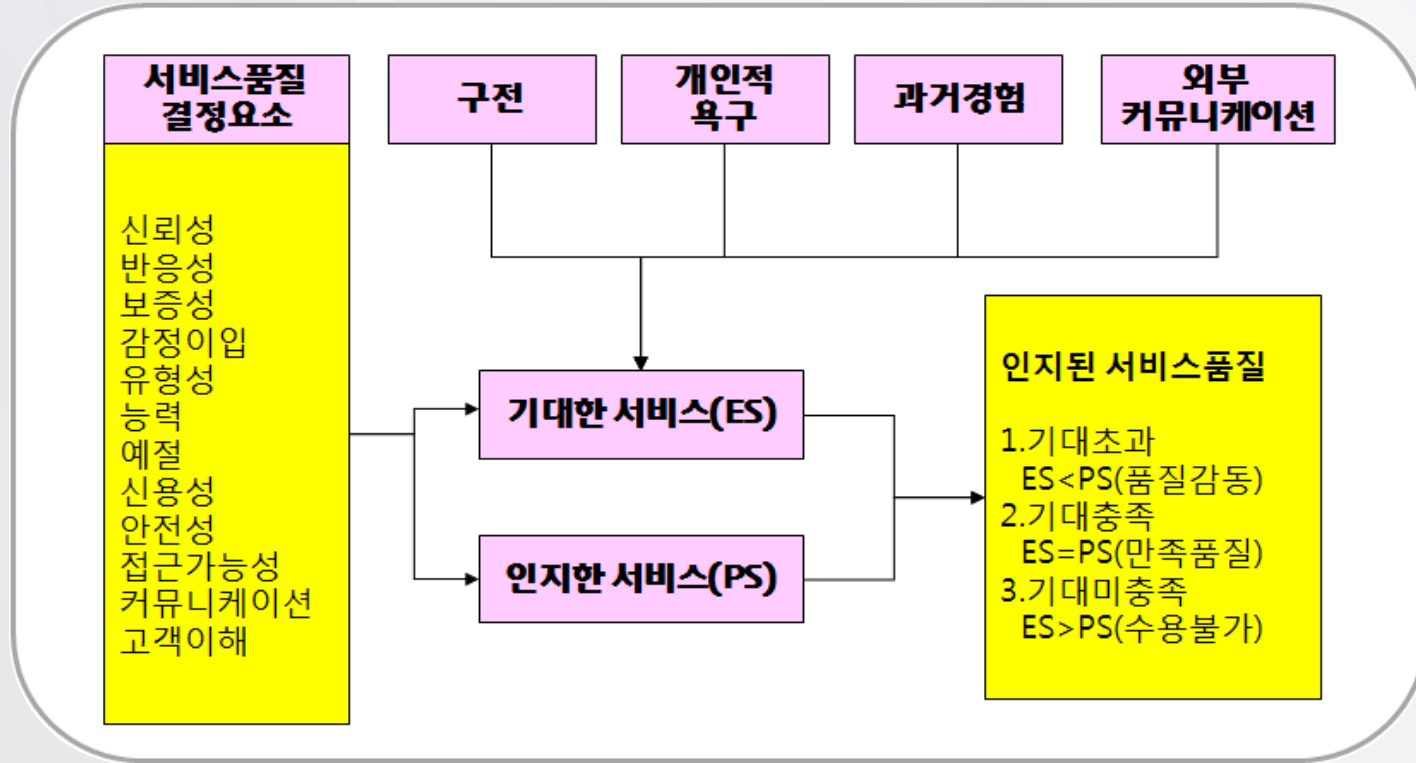 서비스품질
결정요소
구전
개인적
욕구
과거경험
외부
커뮤니케이션
신뢰성
반응성
보증성
감정이입
유형성
능력
예절
신용성
안전성
접근가능성
커뮤니케이션
고객이해
기대한 서비스(ES)
인지한 서비스(PS)
인지된 서비스품질
1.기대초과
ES<PS(품질감동)
2.기대충족
ES=PS(만족품질)
3.기대미충족
ES>PS(수용불가)